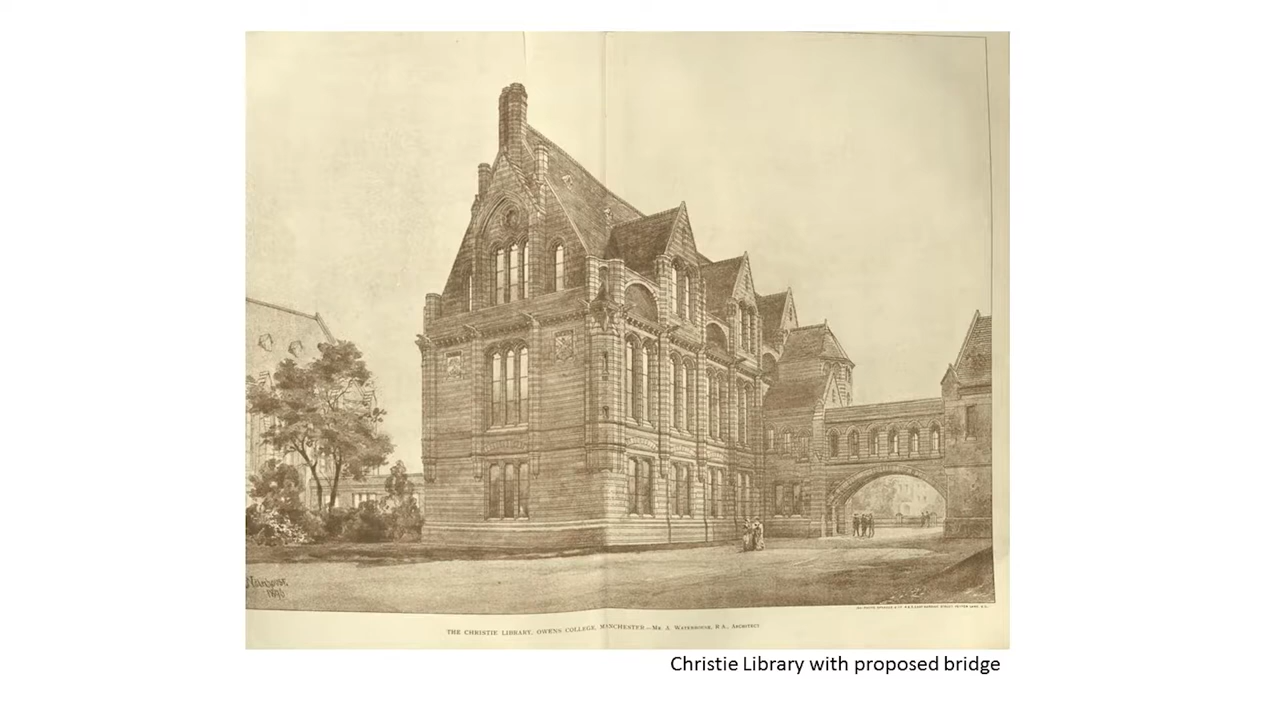 THE CHRISTIE LIBRARY, OWENS COLLEGE, MANCHESTER.—MR. A. WATERHOUSE, R.A., ARCHITECT
Christie Library with proposed bridge